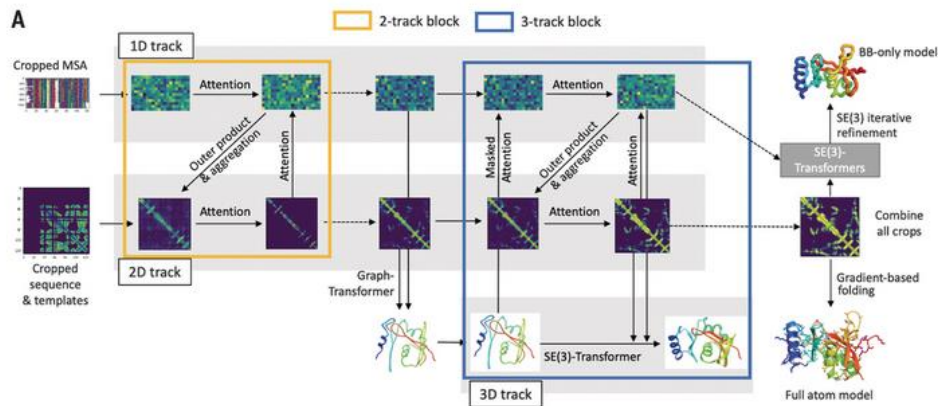 A
2-track block
3-track block
1D track
Cropped MSA
Attention
Attention
BB-only model
SE(3) iterative
refinement
SE(3)-
Transformers
Outer product
& aggregation
Attention
Masked
Attention
Outer product
& aggregation
Attention
Attention
Attention
Combine
all crops
Cropped
sequence
& templates
2D track
Graph-
Transformer
Gradient-based
folding
SE(3)-Transformer
3D track
Full atom model